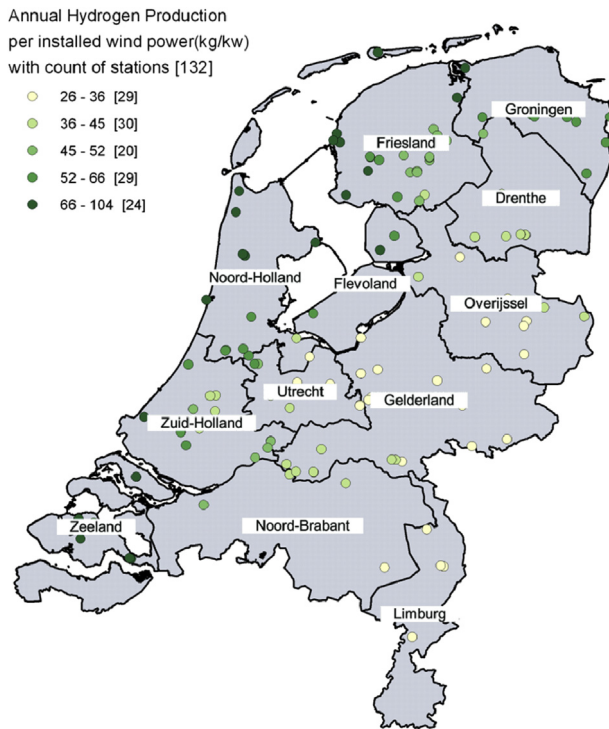 Annual Hydrogen Production
per installed wind power(kg/kw)
with count of stations [132]
26 - 36 [29]
36 - 45 [30]
45 - 52 [20]
52 - 66 [29]
66 - 104 [24]
Groningen
Friesland
Drenthe
Noord-Holland
Flevoland
Overijssel
Utrecht
Gelderland
Zuid-Holland
Zeeland
Noord-Brabant
Limburg